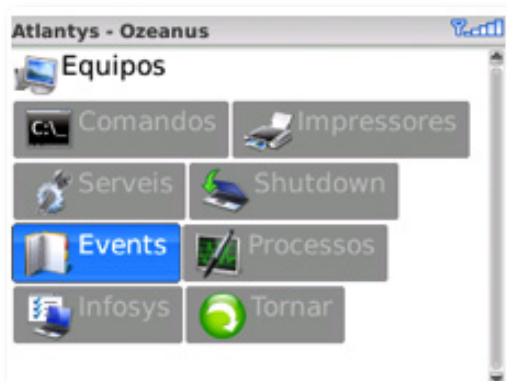 Atlantys - Ozeanus
Equipos
C:\_ Comandos Impressores
Serveis Shutdown
Events Processos
Infosys Tornar